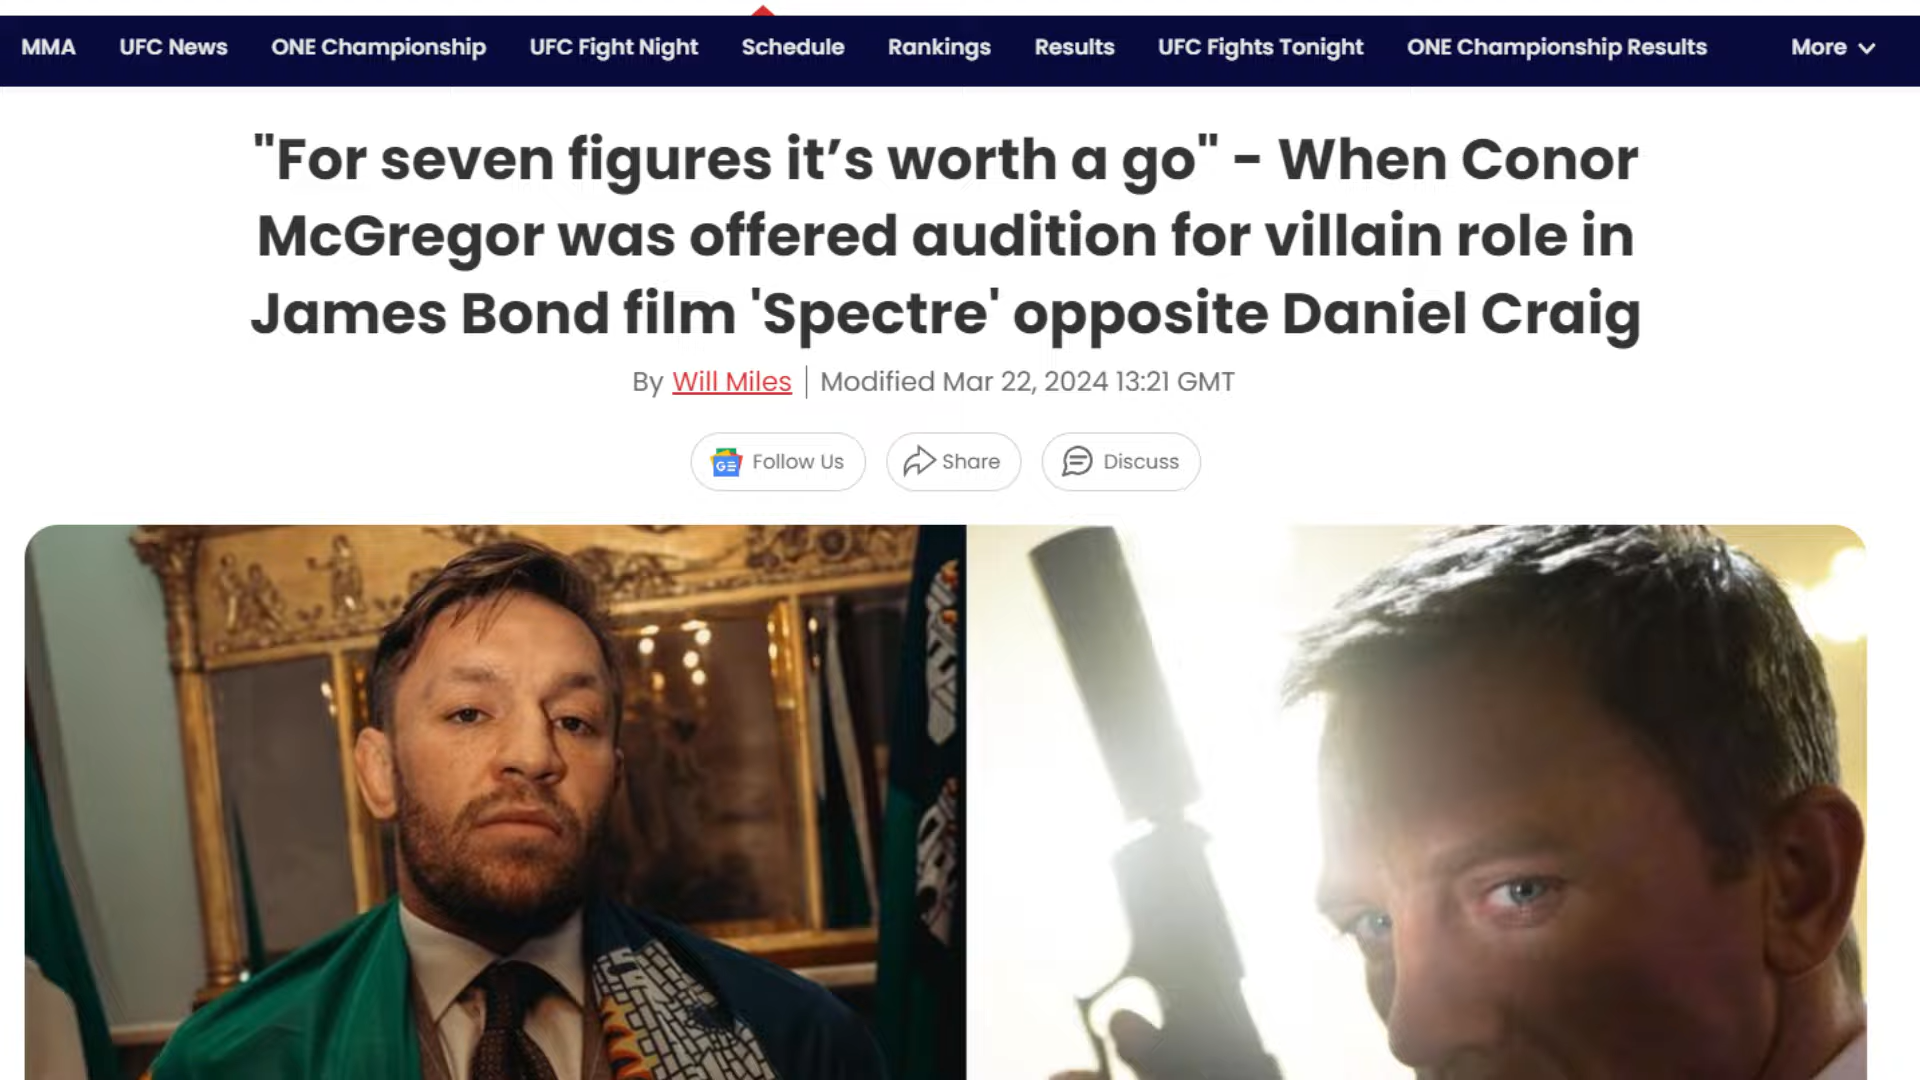 MMA UFC News ONE Championship UFC Fight Night Schedule Rankings Results UFC Fights Tonight ONE Championship Results More
"For seven figures it’s worth a go" - When Conor
McGregor was offered audition for villain role in
James Bond film 'Spectre' opposite Daniel Craig
By Will Miles | Modified Mar 22, 2024 13:21 GMT
GE Follow Us Share Discuss